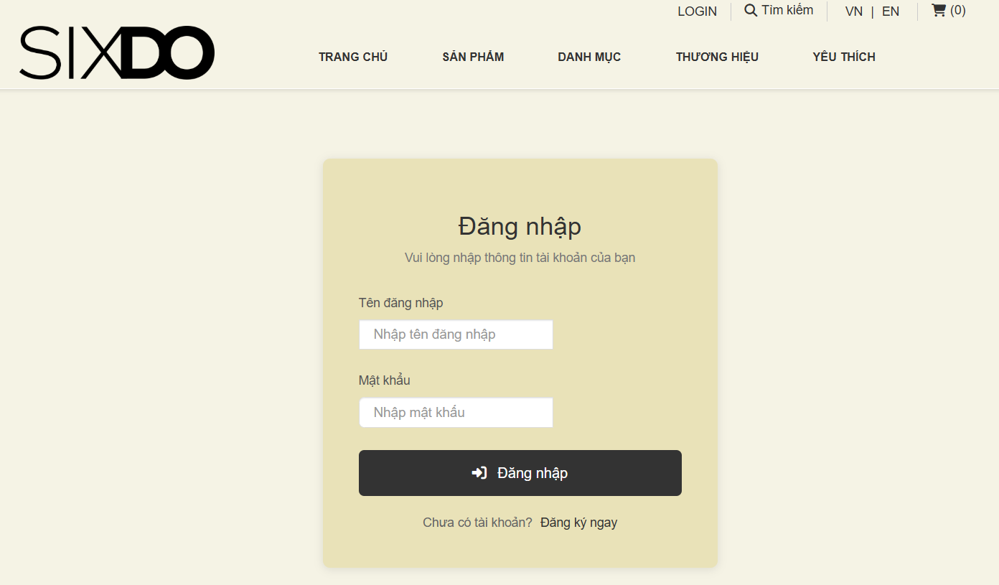 LOGIN Tìm kiếm VN | EN (0)
SIXDO
TRANG CHỦ SẢN PHẨM DANH MỤC THƯƠNG HIỆU YÊU THÍCH
Đăng nhập
Vui lòng nhập thông tin tài khoản của bạn
Tên đăng nhập
Nhập tên đăng nhập
Mật khẩu
Nhập mật khẩu
Đăng nhập
Chưa có tài khoản? Đăng ký ngay